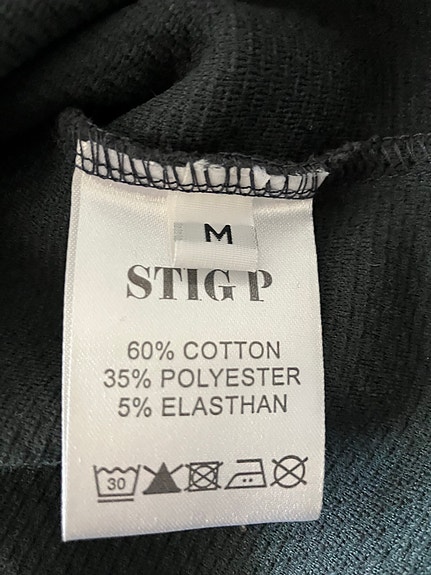 M
STIG P
60% COTTON
35% POLYESTER
5% ELASTHAN
30